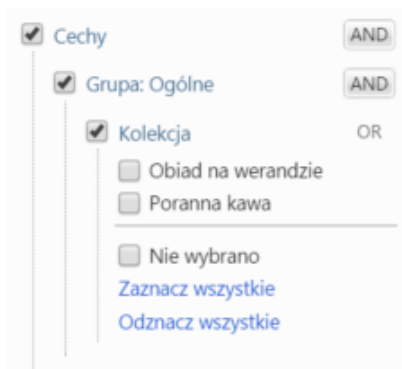 Cechy AND
Grupa: Ogólne AND
Kolekcja OR
Obiad na werandzie
Poranna kawa
Nie wybrano
Zaznacz wszystkie
Odznacz wszystkie